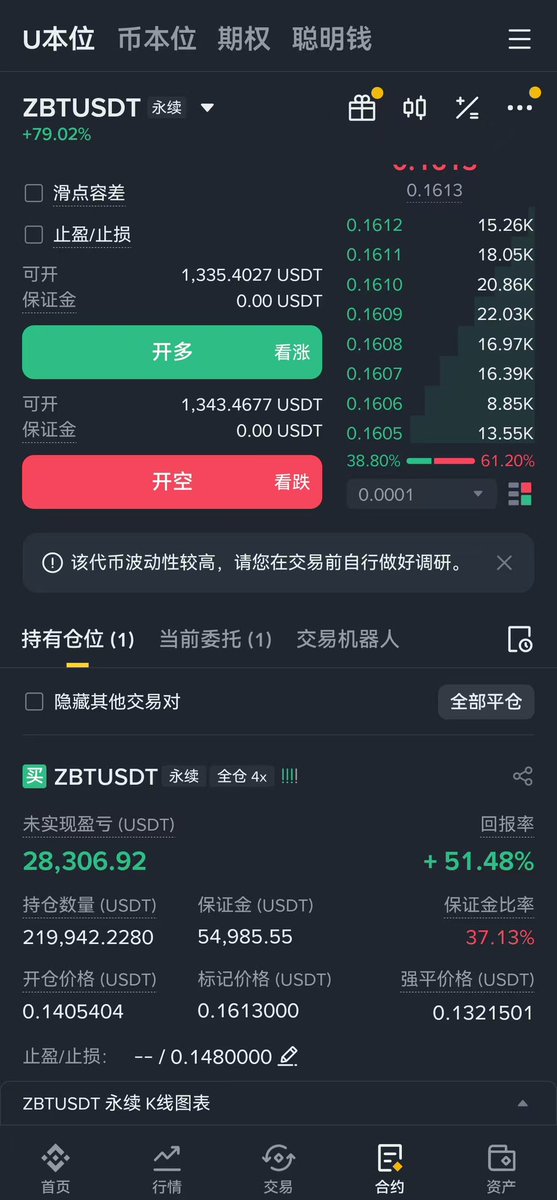 U本位 币本位 期权 聪明钱
ZBTUSDT 永续
+79.02%
0.1613
滑点容差
0.1613
止盈/止损
0.1612 15.26K
0.1611 18.05K
可开 1,335.4027 USDT
保证金 0.00 USDT
0.1610 20.86K
0.1609 22.03K
开多 看涨
0.1608 16.97K
0.1607 16.39K
可开 1,343.4677 USDT
保证金 0.00 USDT
0.1606 8.85K
0.1605 13.55K
38.80% 61.20%
开空 看跌
0.0001
该代币波动性较高，请您在交易前自行做好调研。
持有仓位 (1) 当前委托 (1) 交易机器人
隐藏其他交易对 全部平仓
买 ZBTUSDT 永续 全仓 4x !!!!
未实现盈亏 (USDT) 回报率
28,306.92 + 51.48%
持仓数量 (USDT) 保证金 (USDT) 保证金比率
219,942.2280 54,985.55 37.13%
开仓价格 (USDT) 标记价格 (USDT) 强平价格 (USDT)
0.1405404 0.1613000 0.1321501
止盈/止损: -- / 0.1480000
ZBTUSDT 永续 K线图表
首页 行情 交易 合约 资产